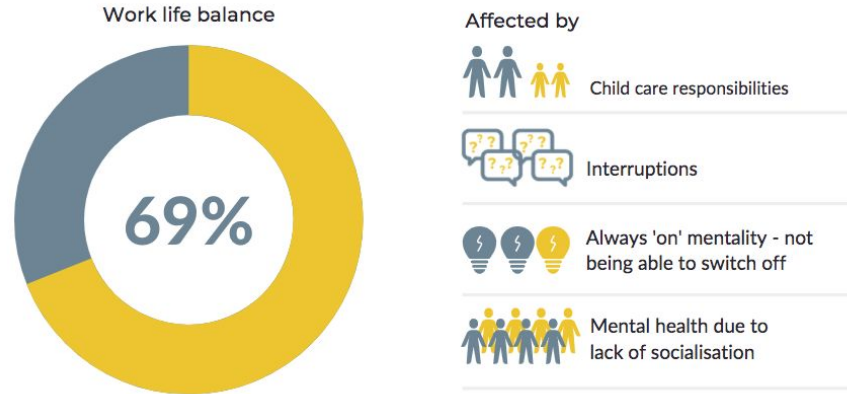 Work life balance
69%
Affected by
Child care responsibilities
???
???
???
???
Interruptions
Always 'on' mentality - not
being able to switch off
Mental health due to
lack of socialisation